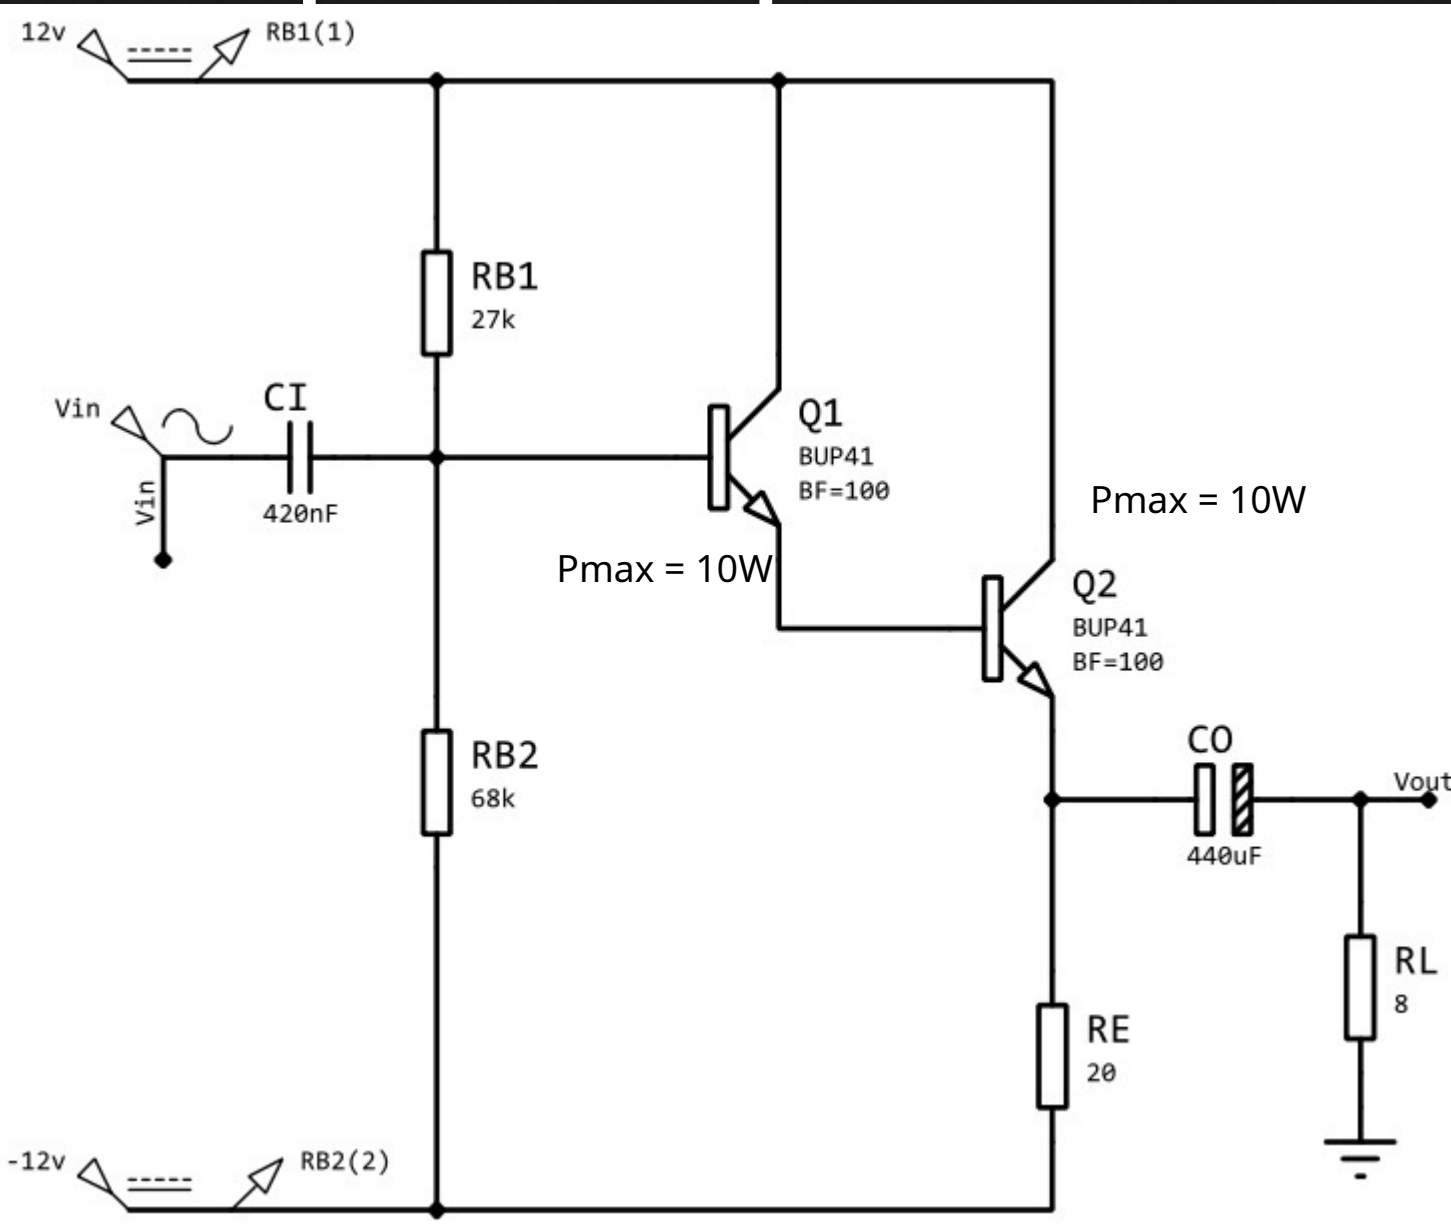 12v
RB1(1)
RB1
27k
CI
Vin
Vin
420nF
Q1
BUP41
BF=100
Pmax = 10W
Pmax = 10W
Q2
BUP41
BF=100
RB2
68k
CO
Vout
440uF
RL
8
RE
20
-12v
RB2(2)